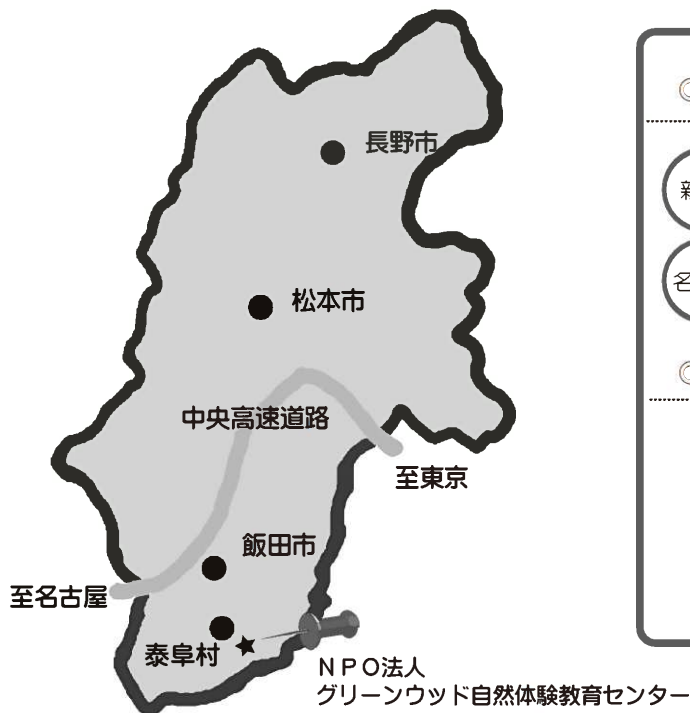 長野市
松本市
中央高速道路
至東京
飯田市
至名古屋
泰阜村
NPO法人
グリーンウッド自然体験教育センター
新
名